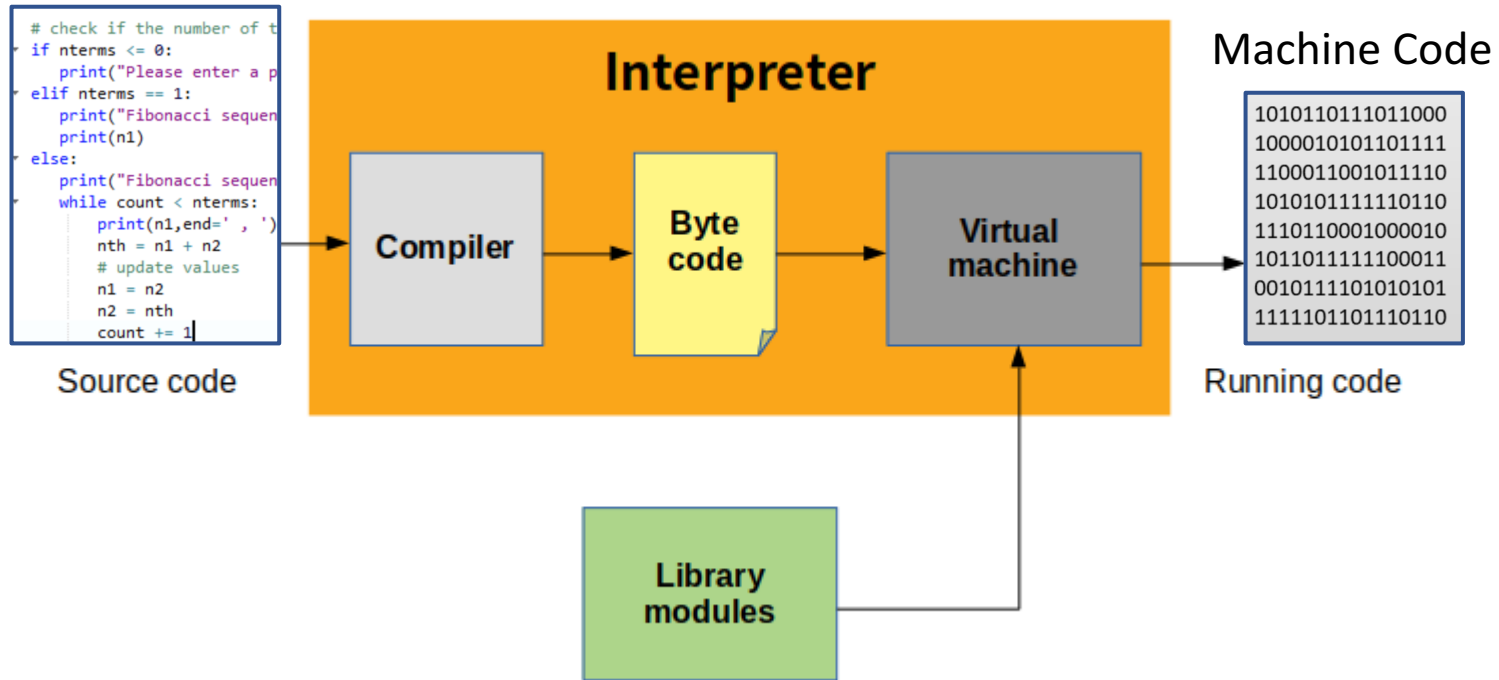 # check if the number of t
if nterms <= 0:
print("Please enter a p
elif nterms == 1:
print("Fibonacci sequen
print(n1)
else:
print("Fibonacci sequen
while count < nterms:
print(n1,end=' , ')
nth = n1 + n2
# update values
n1 = n2
n2 = nth
count += 1
Source code
Interpreter
Compiler
Byte
code
Virtual
machine
Library
modules
Machine Code
1010110111011000
1000010101101111
1100011001011110
1010101111110110
1110110001000010
1011011111100011
0010111101010101
1111101101110110
Running code